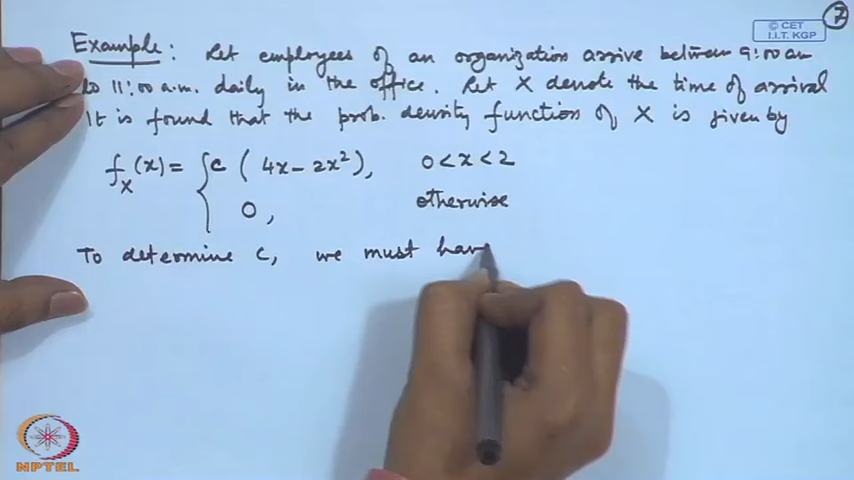 7
© CET
I.I.T. KGP
Example: Let employees of an organization arrive between 9:00 am
to 11:00 a.m. daily in the office. Let X denote the time of arrival
It is found that the prob. density function of X is given by
f_X(x) = { c (4x - 2x²), 0 < x < 2
0, otherwise
To determine c, we must have
NPTEL